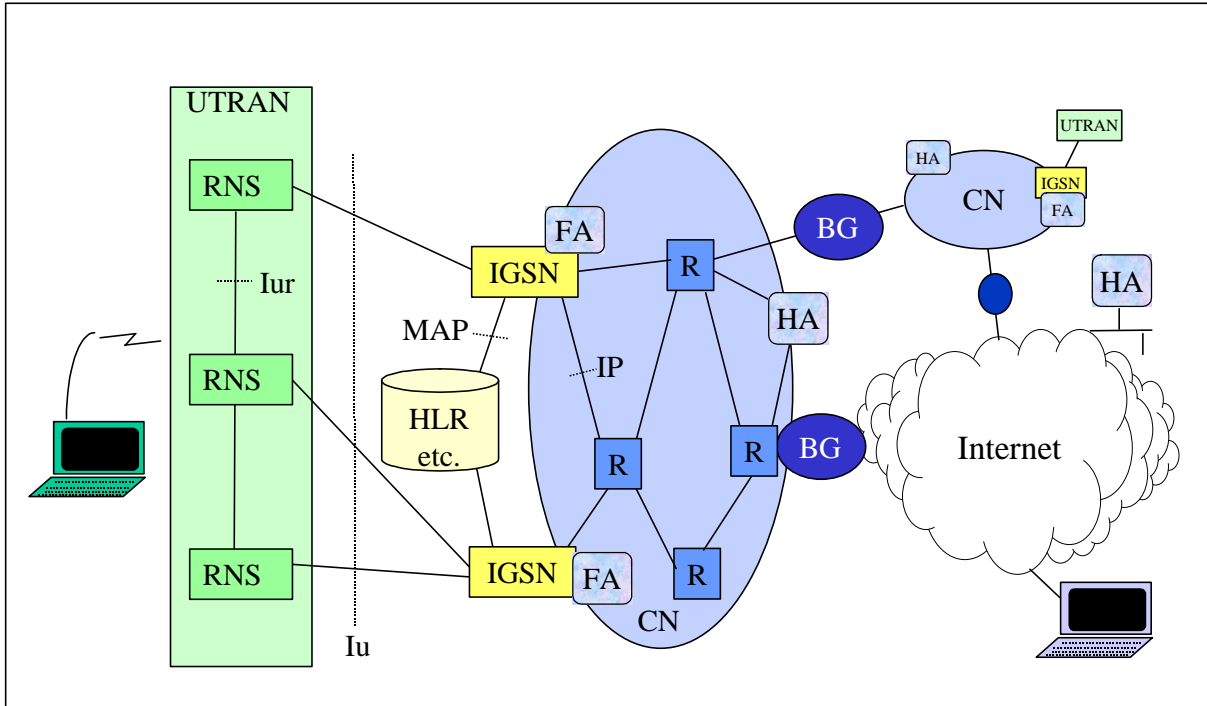 UTRAN
RNS
Iur
RNS
RNS
Iu
FA
IGSN
MAP
HLR
etc.
IGSN
FA
IP
R
R
R
R
HA
CN
BG
BG
HA
CN
UTRAN
IGSN
FA
HA
Internet